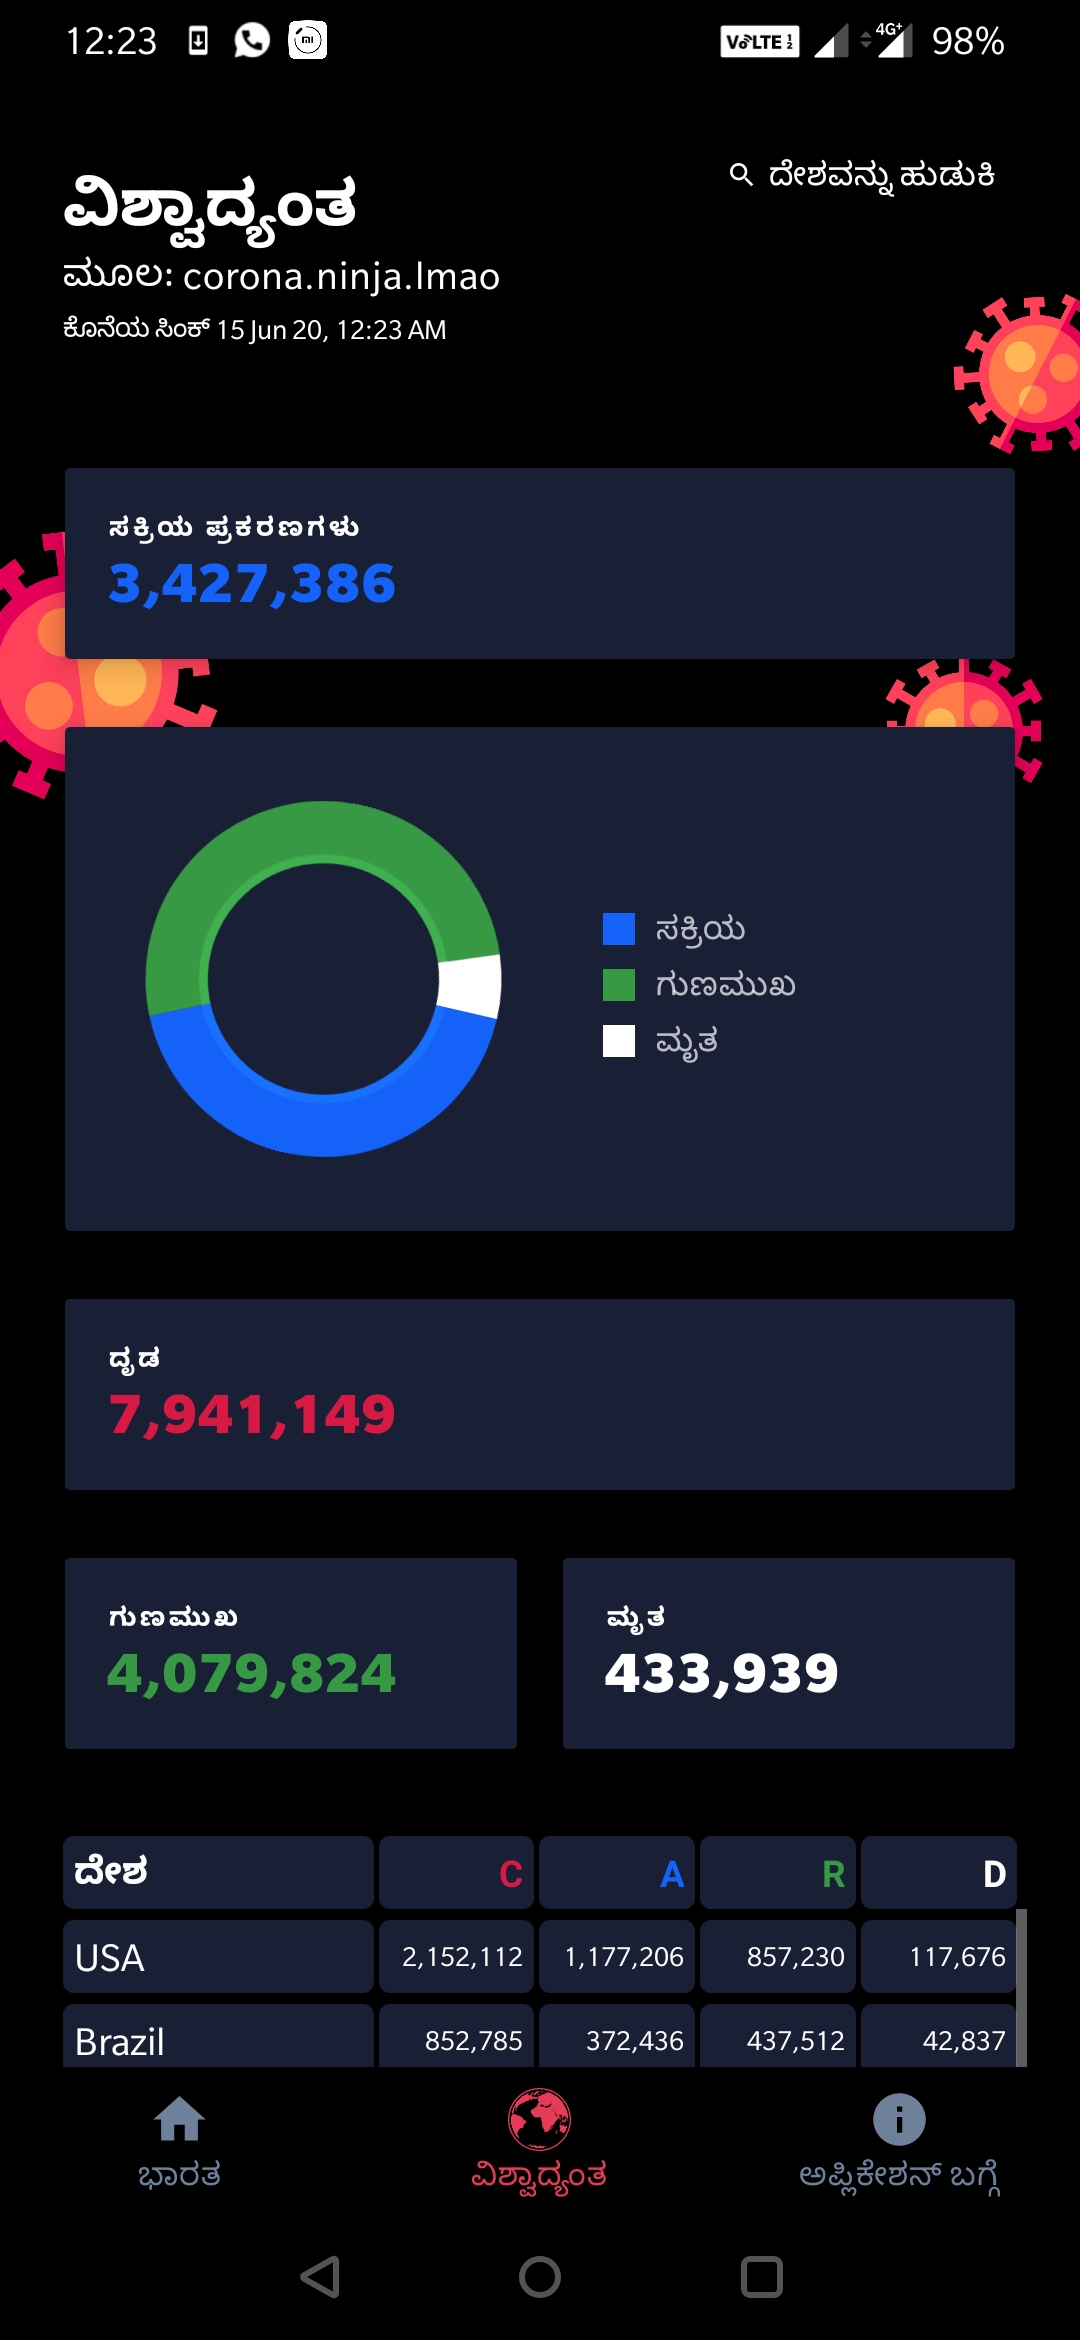 12:23
VoLTE 1 2
4G+
98%
ದೇಶವನ್ನು ಹುಡುಕಿ
ವಿಶ್ವಾದ್ಯಂತ
ಮೂಲ: corona.ninja.lmao
ಕೊನೆಯ ಸಿಂಕ್ 15 Jun 20, 12:23 AM
ಸಕ್ರಿಯ ಪ್ರಕರಣಗಳು
3,427,386
ಸಕ್ರಿಯ
ಗುಣಮುಖ
ಮೃತ
ದೃಡ
7,941,149
ಗುಣಮುಖ
4,079,824
ಮೃತ
433,939
ದೇಶ C A R D
USA 2,152,112 1,177,206 857,230 117,676
Brazil 852,785 372,436 437,512 42,837
ಭಾರತ
ವಿಶ್ವಾದ್ಯಂತ
ಅಪ್ಲಿಕೇಶನ್ ಬಗ್ಗೆ